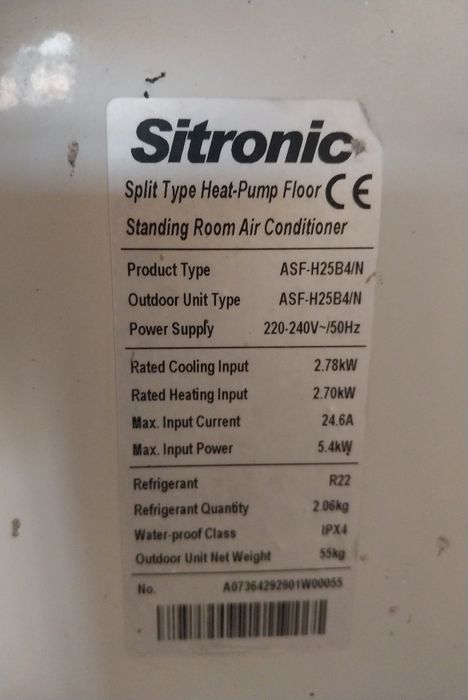 Sitronic
Split Type Heat-Pump Floor CE
Standing Room Air Conditioner
Product Type ASF-H25B4/N
Outdoor Unit Type ASF-H25B4/N
Power Supply 220-240V~/50Hz
Rated Cooling Input 2.78kW
Rated Heating Input 2.70kW
Max. Input Current 24.6A
Max. Input Power 5.4kW
Refrigerant R22
Refrigerant Quantity 2.06kg
Water-proof Class IPX4
Outdoor Unit Net Weight 55kg
No. A07364292901W00055